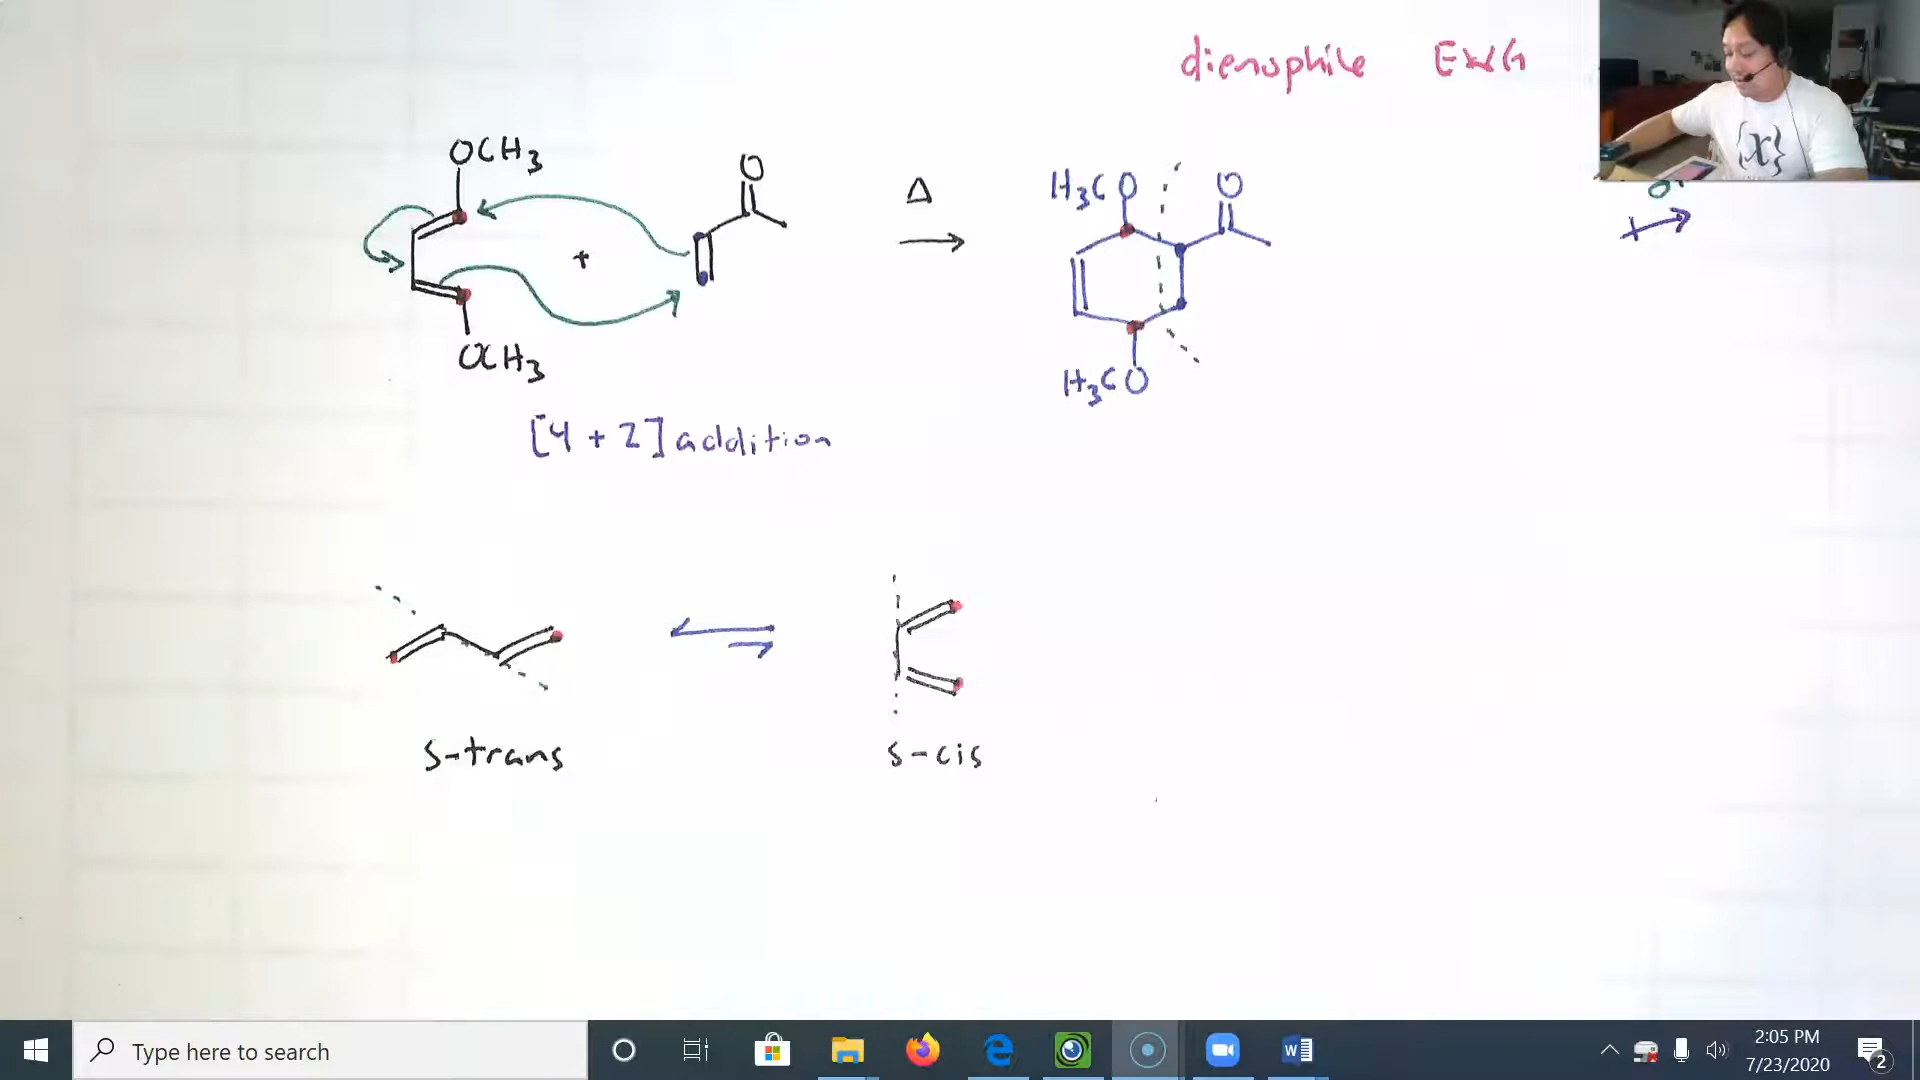 dienophile EWG
OCH3
O
Δ
H3C O
O
+
OCH3
H3CO
[4 + 2] addition
s-trans
s-cis
{x}
Type here to search
2:05 PM
7/23/2020
2